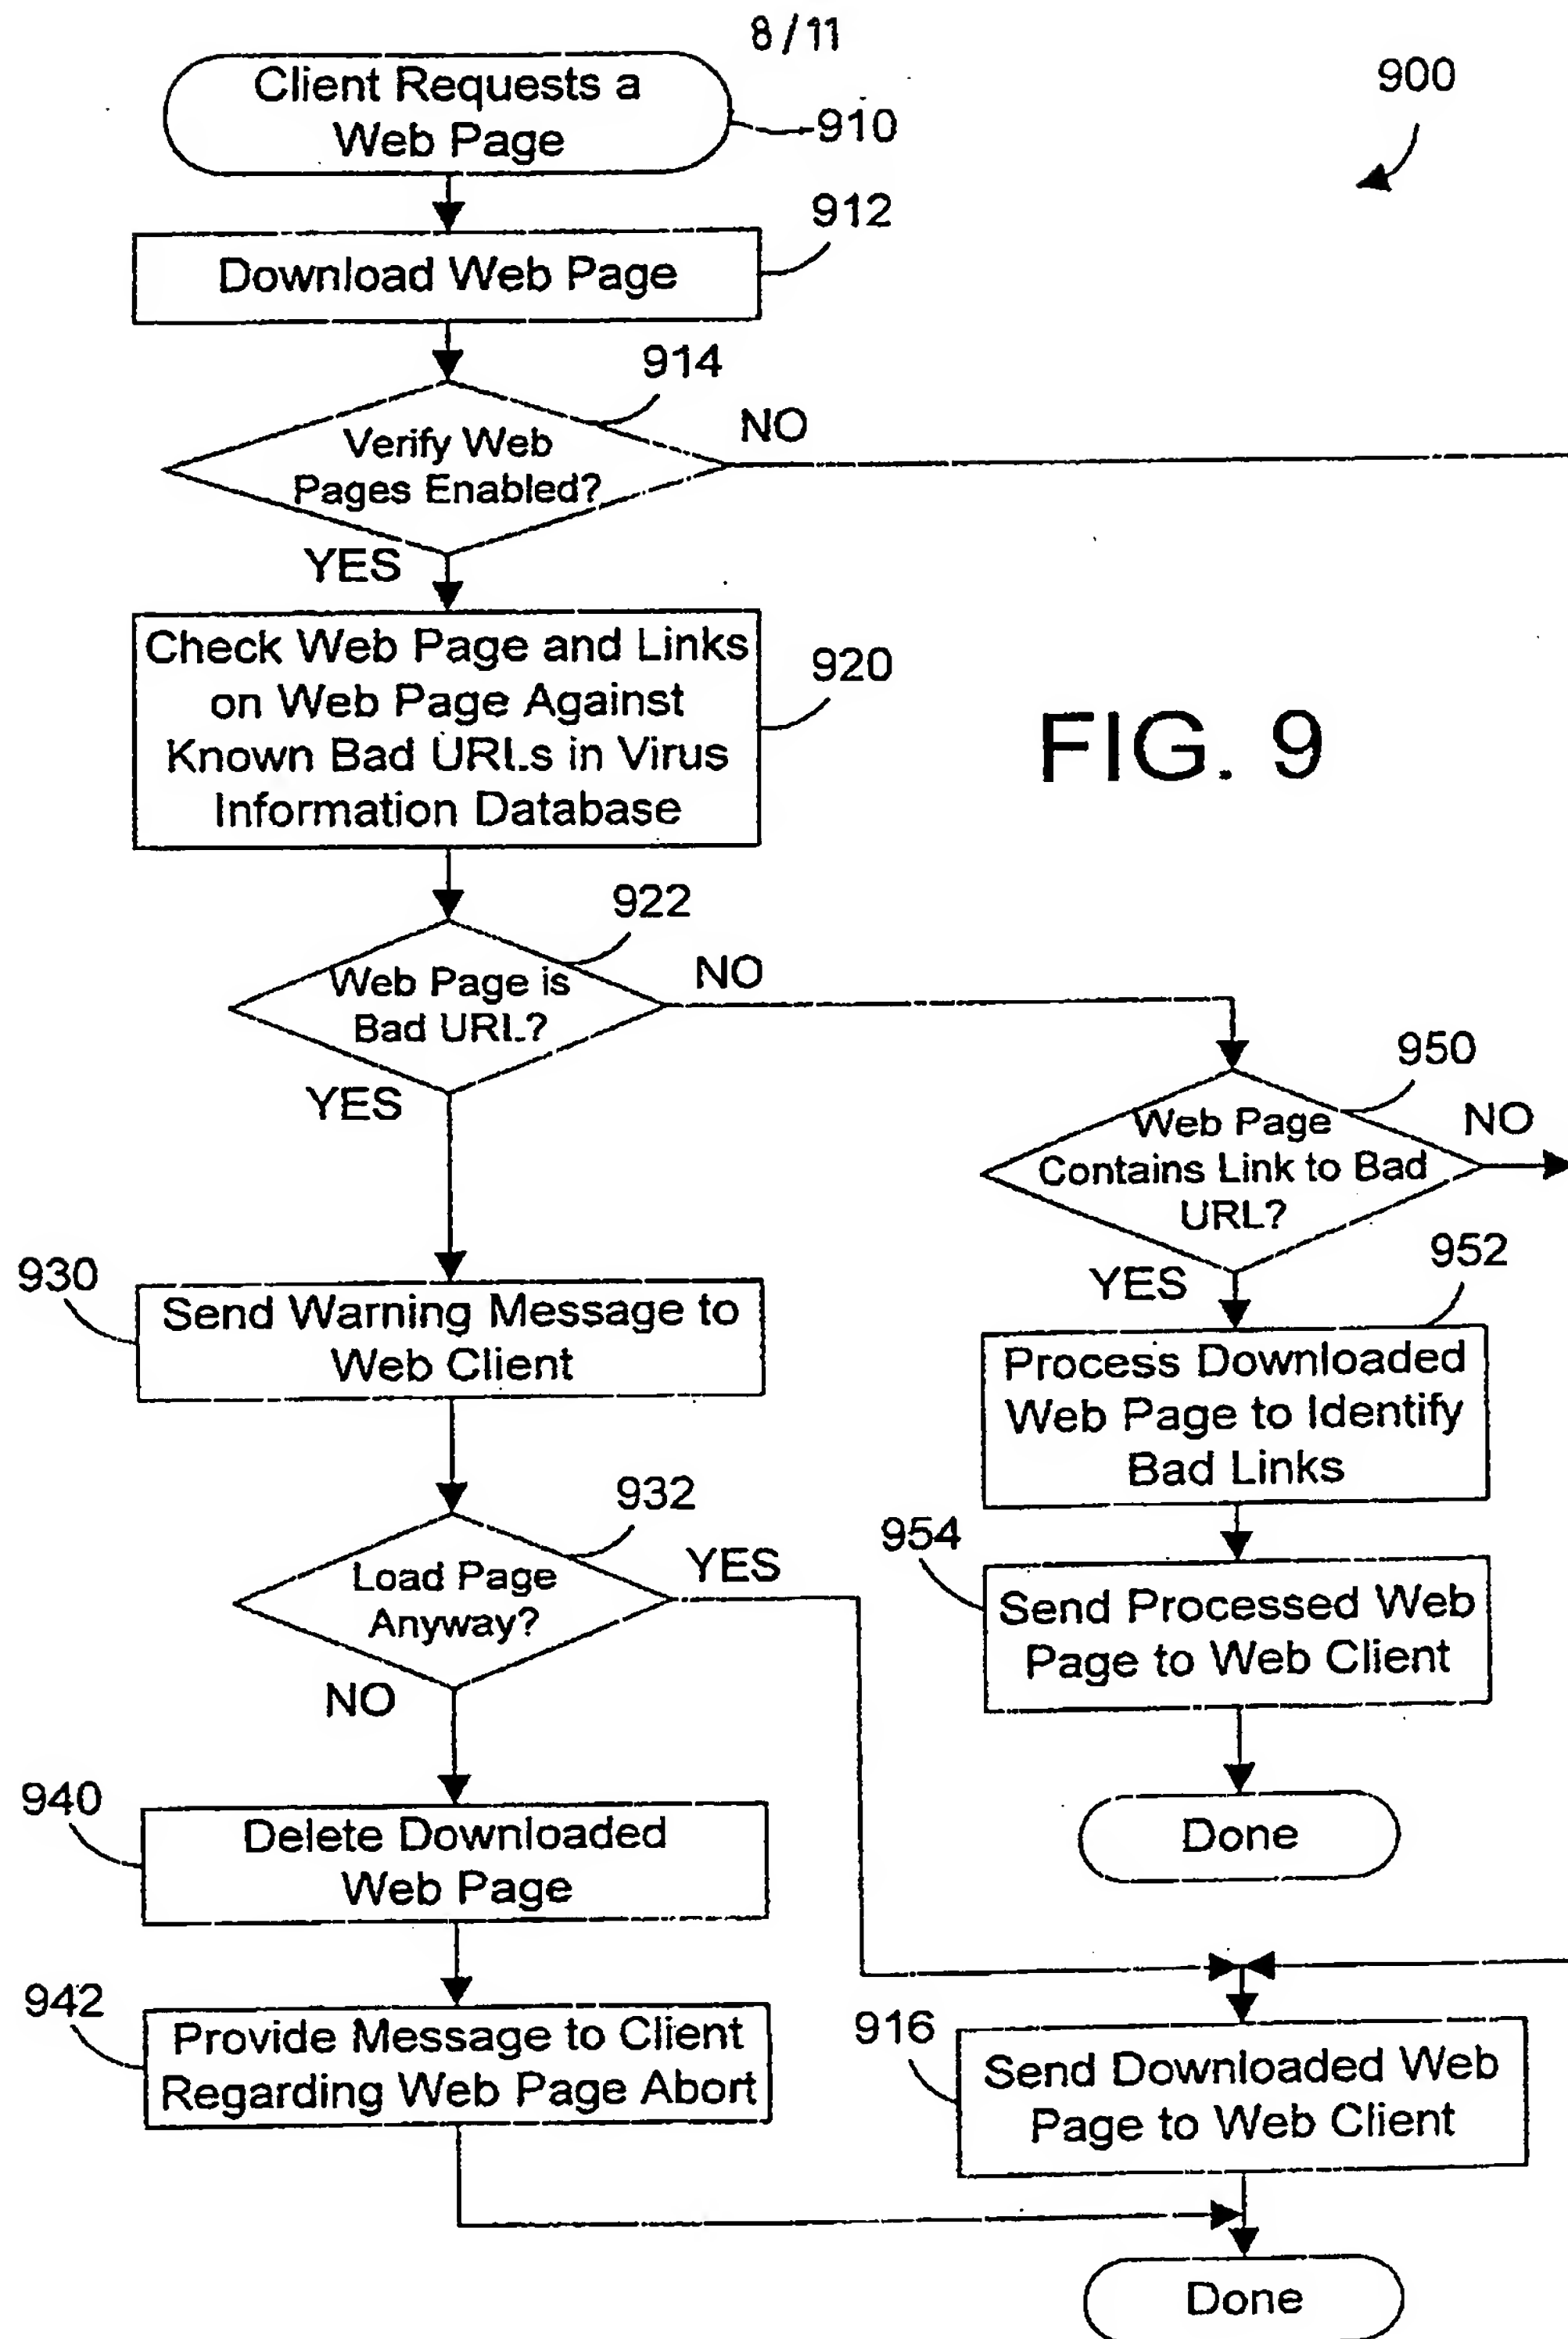 8/11
900
Client Requests a
Web Page
910
912
Download Web Page
914
Verify Web
Pages Enabled?
NO
YES
Check Web Page and Links
on Web Page Against
Known Bad URLs in Virus
Information Database
920
FIG. 9
922
Web Page is
Bad URL?
NO
YES
950
Web Page
Contains Link to Bad
URL?
NO
YES
952
930
Send Warning Message to
Web Client
Process Downloaded
Web Page to Identify
Bad Links
932
Load Page
Anyway?
YES
NO
954
Send Processed Web
Page to Web Client
Done
940
Delete Downloaded
Web Page
942
Provide Message to Client
Regarding Web Page Abort
916
Send Downloaded Web
Page to Web Client
Done